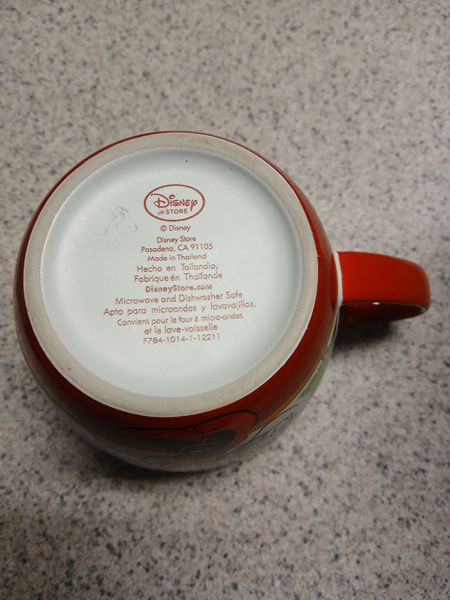 Disney
STORE
© Disney
Disney Store
Pasadena, CA 91105
Made in Thailand
Hecho en Tailandia,
Fabriqué en Thaïlande
DisneyStore.com
Microwave and Dishwasher Safe
Apto para microondas y lavavajillas.
Convient pour le four à micro-ondes
et le lave-vaisselle
F784-1014-1-12211